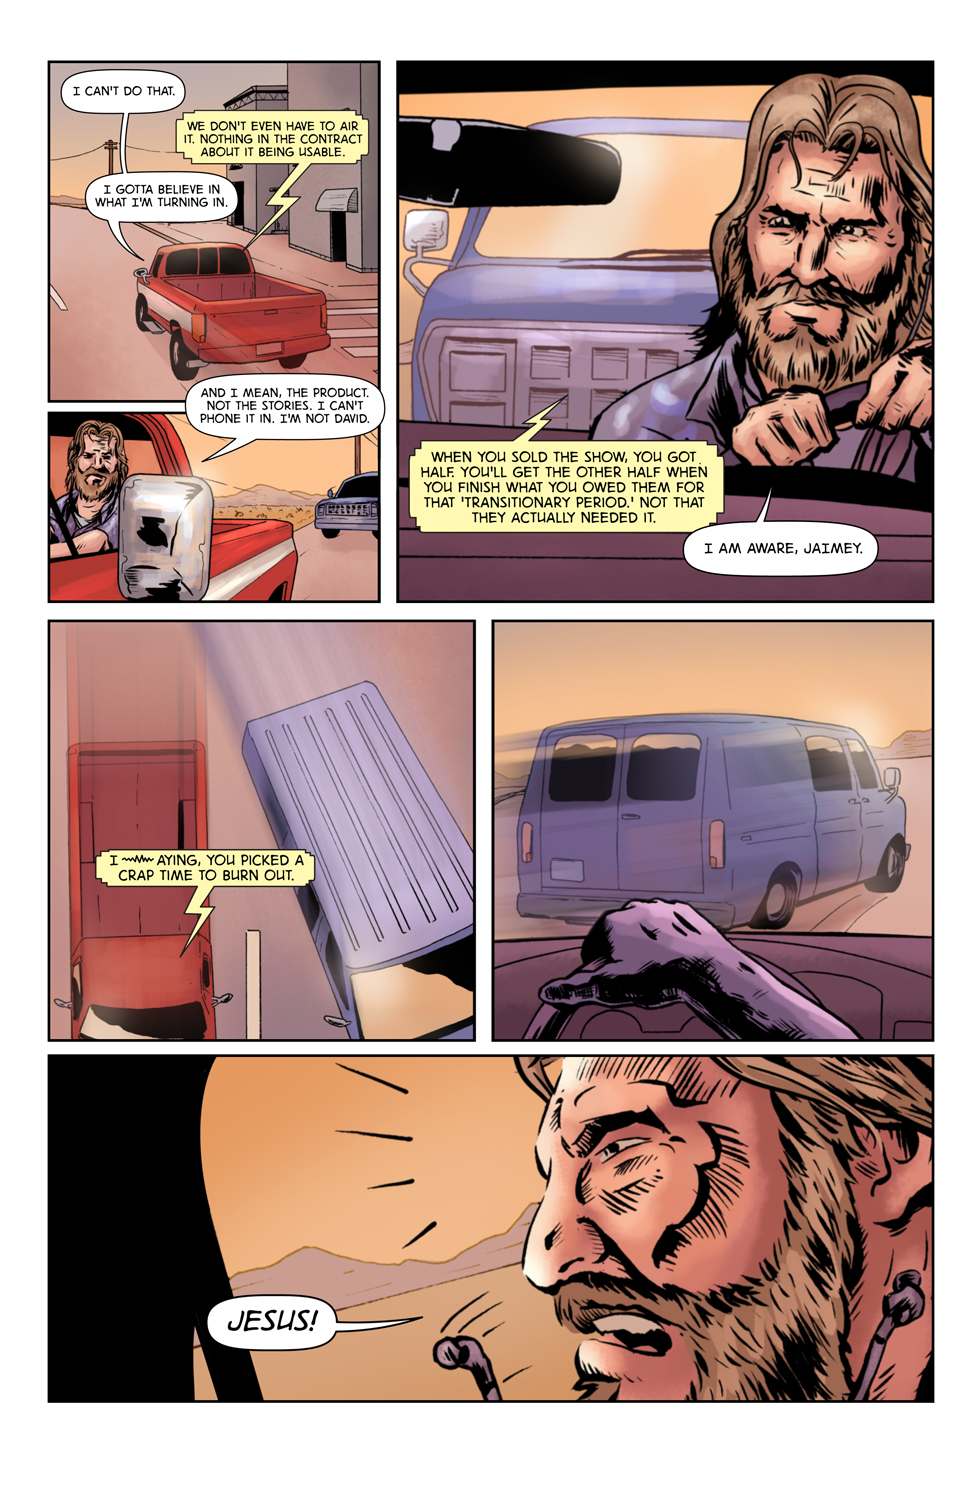 I CAN'T DO THAT.
WE DON'T EVEN HAVE TO AIR
IT. NOTHING IN THE CONTRACT
ABOUT IT BEING USABLE.
I GOTTA BELIEVE IN
WHAT I'M TURNING IN.
AND I MEAN, THE PRODUCT.
NOT THE STORIES. I CAN'T
PHONE IT IN. I'M NOT DAVID.
WHEN YOU SOLD THE SHOW, YOU GOT
HALF. YOU'LL GET THE OTHER HALF WHEN
YOU FINISH WHAT YOU OWED THEM FOR
THAT 'TRANSITIONARY PERIOD.' NOT THAT
THEY ACTUALLY NEEDED IT.
I AM AWARE, JAIMEY.
I AYING, YOU PICKED A
CRAP TIME TO BURN OUT.
JESUS!